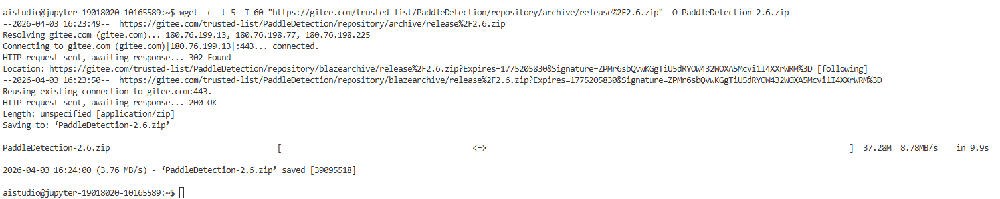 aistudio@jupyter-19018020-10165589:~$ wget -c -t 5 -T 60 "https://gitee.com/trusted-list/PaddleDetection/repository/archive/release%2F2.6.zip" -O PaddleDetection-2.6.zip
--2026-04-03 16:23:49--  https://gitee.com/trusted-list/PaddleDetection/repository/archive/release%2F2.6.zip
Resolving gitee.com (gitee.com)... 180.76.199.13, 180.76.198.77, 180.76.198.225
Connecting to gitee.com (gitee.com)|180.76.199.13|:443... connected.
HTTP request sent, awaiting response... 302 Found
Location: https://gitee.com/trusted-list/PaddleDetection/repository/blazearchive/release%2F2.6.zip?Expires=1775205830&Signature=ZPMr6sbQvwKGgTiU5dRYOW432WOXA5Mcvi1I4XXrWRM%3D [following]
--2026-04-03 16:23:50--  https://gitee.com/trusted-list/PaddleDetection/repository/blazearchive/release%2F2.6.zip?Expires=1775205830&Signature=ZPMr6sbQvwKGgTiU5dRYOW432WOXA5Mcvi1I4XXrWRM%3D
Reusing existing connection to gitee.com:443.
HTTP request sent, awaiting response... 200 OK
Length: unspecified [application/zip]
Saving to: ‘PaddleDetection-2.6.zip’
PaddleDetection-2.6.zip [ <=> ] 37.28M 8.78MB/s in 9.9s
2026-04-03 16:24:00 (3.76 MB/s) - ‘PaddleDetection-2.6.zip’ saved [39095518]
aistudio@jupyter-19018020-10165589:~$